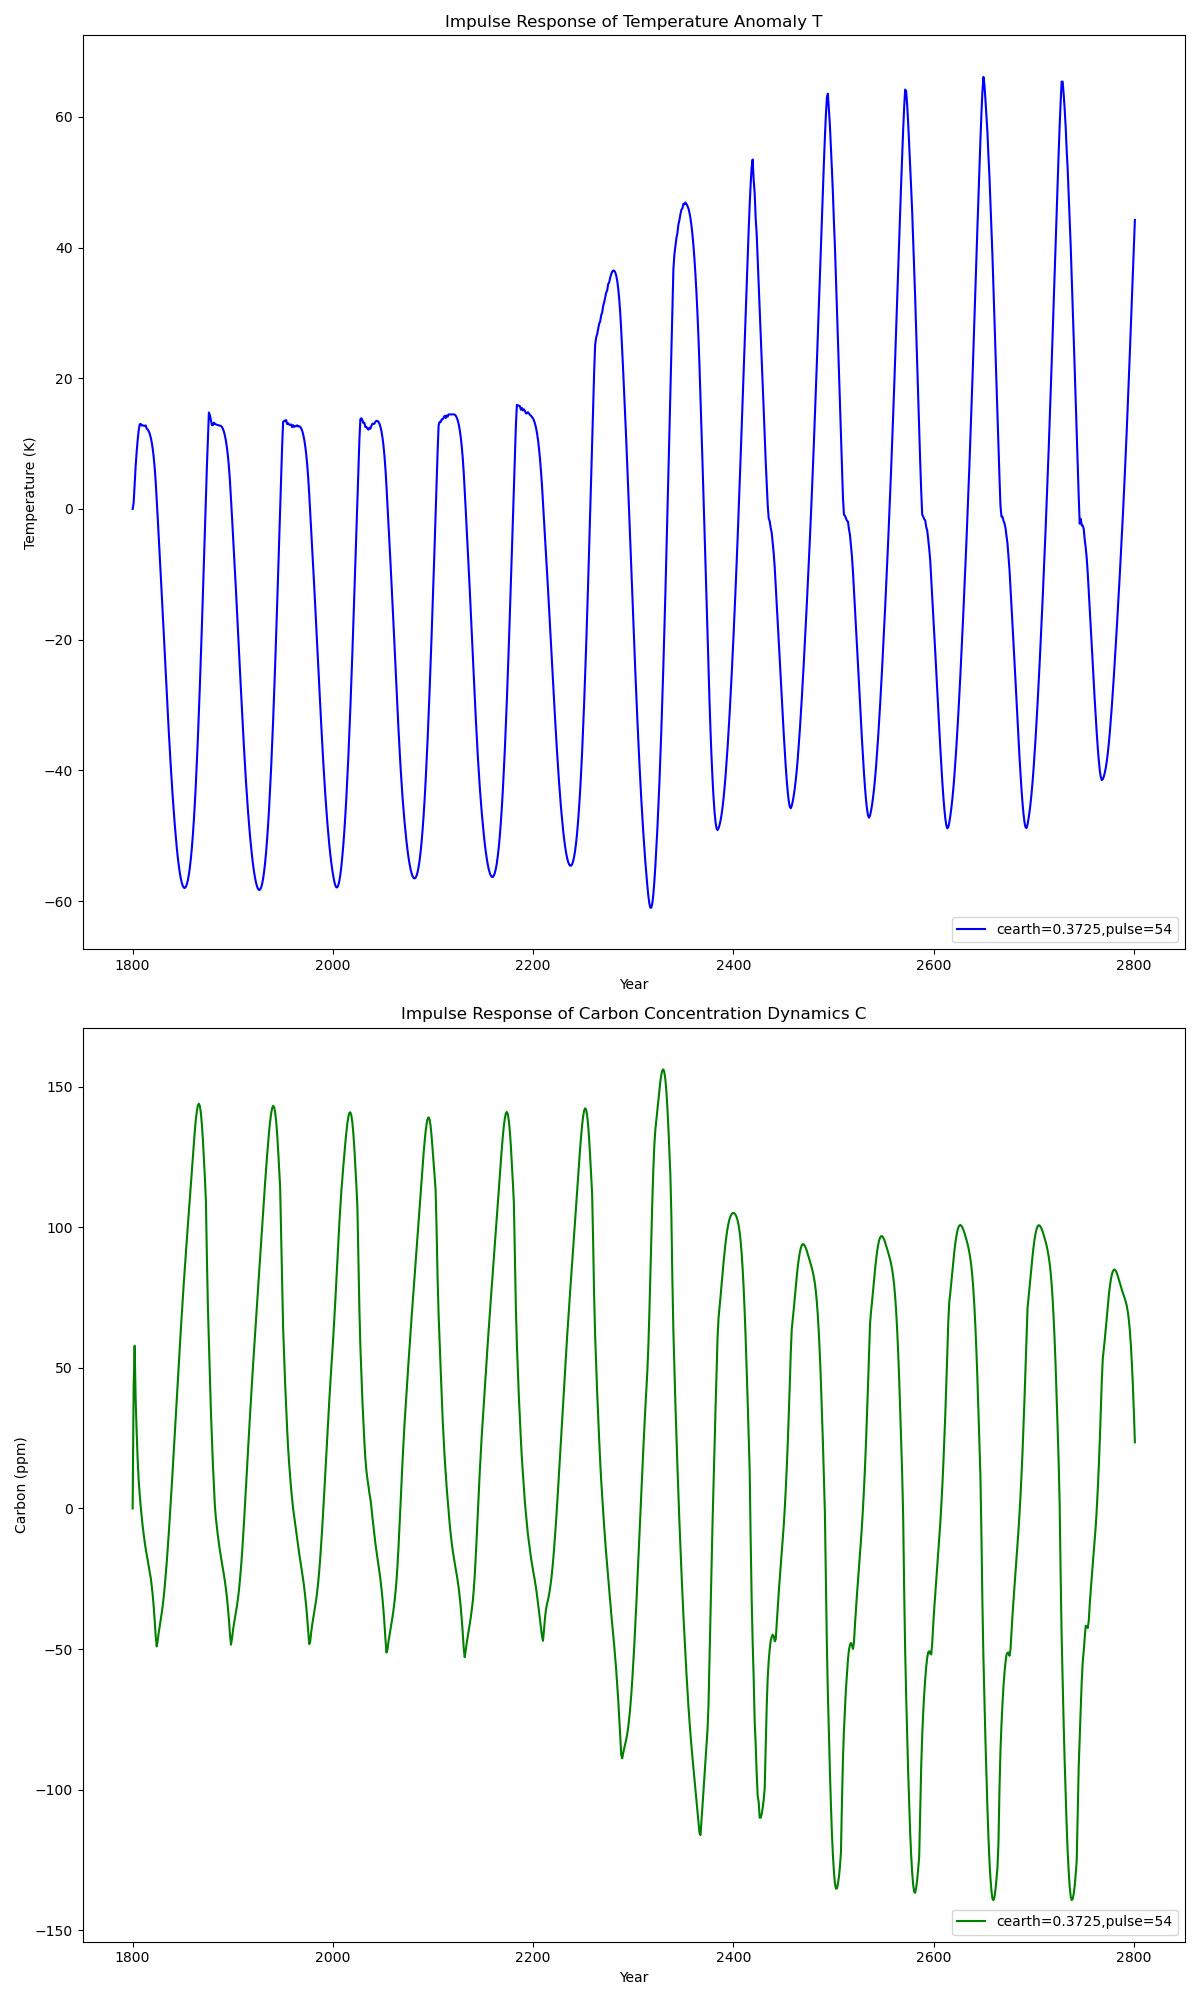 Impulse Response of Temperature Anomaly T
Temperature (K)
60
40
20
0
−20
−40
−60
cearth=0.3725,pulse=54
1800 2000 2200 2400 2600 2800
Year
Impulse Response of Carbon Concentration Dynamics C
Carbon (ppm)
150
100
50
0
−50
−100
−150
cearth=0.3725,pulse=54
1800 2000 2200 2400 2600 2800
Year